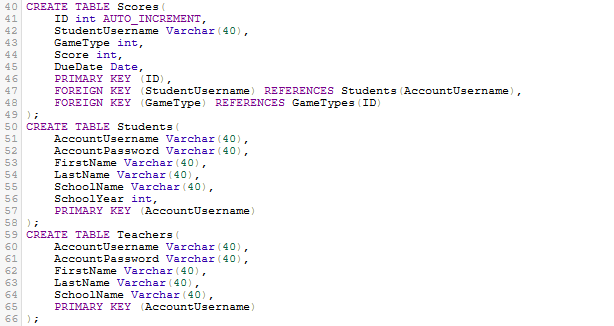 40 CREATE TABLE Scores(
41 ID int AUTO_INCREMENT,
42 StudentUsername Varchar(40),
43 GameType int,
44 Score int,
45 DueDate Date,
46 PRIMARY KEY (ID),
47 FOREIGN KEY (StudentUsername) REFERENCES Students(AccountUsername),
48 FOREIGN KEY (GameType) REFERENCES GameTypes(ID)
49 );
50 CREATE TABLE Students(
51 AccountUsername Varchar(40),
52 AccountPassword Varchar(40),
53 FirstName Varchar(40),
54 LastName Varchar(40),
55 SchoolName Varchar(40),
56 SchoolYear int,
57 PRIMARY KEY (AccountUsername)
58 );
59 CREATE TABLE Teachers(
60 AccountUsername Varchar(40),
61 AccountPassword Varchar(40),
62 FirstName Varchar(40),
63 LastName Varchar(40),
64 SchoolName Varchar(40),
65 PRIMARY KEY (AccountUsername)
66 );